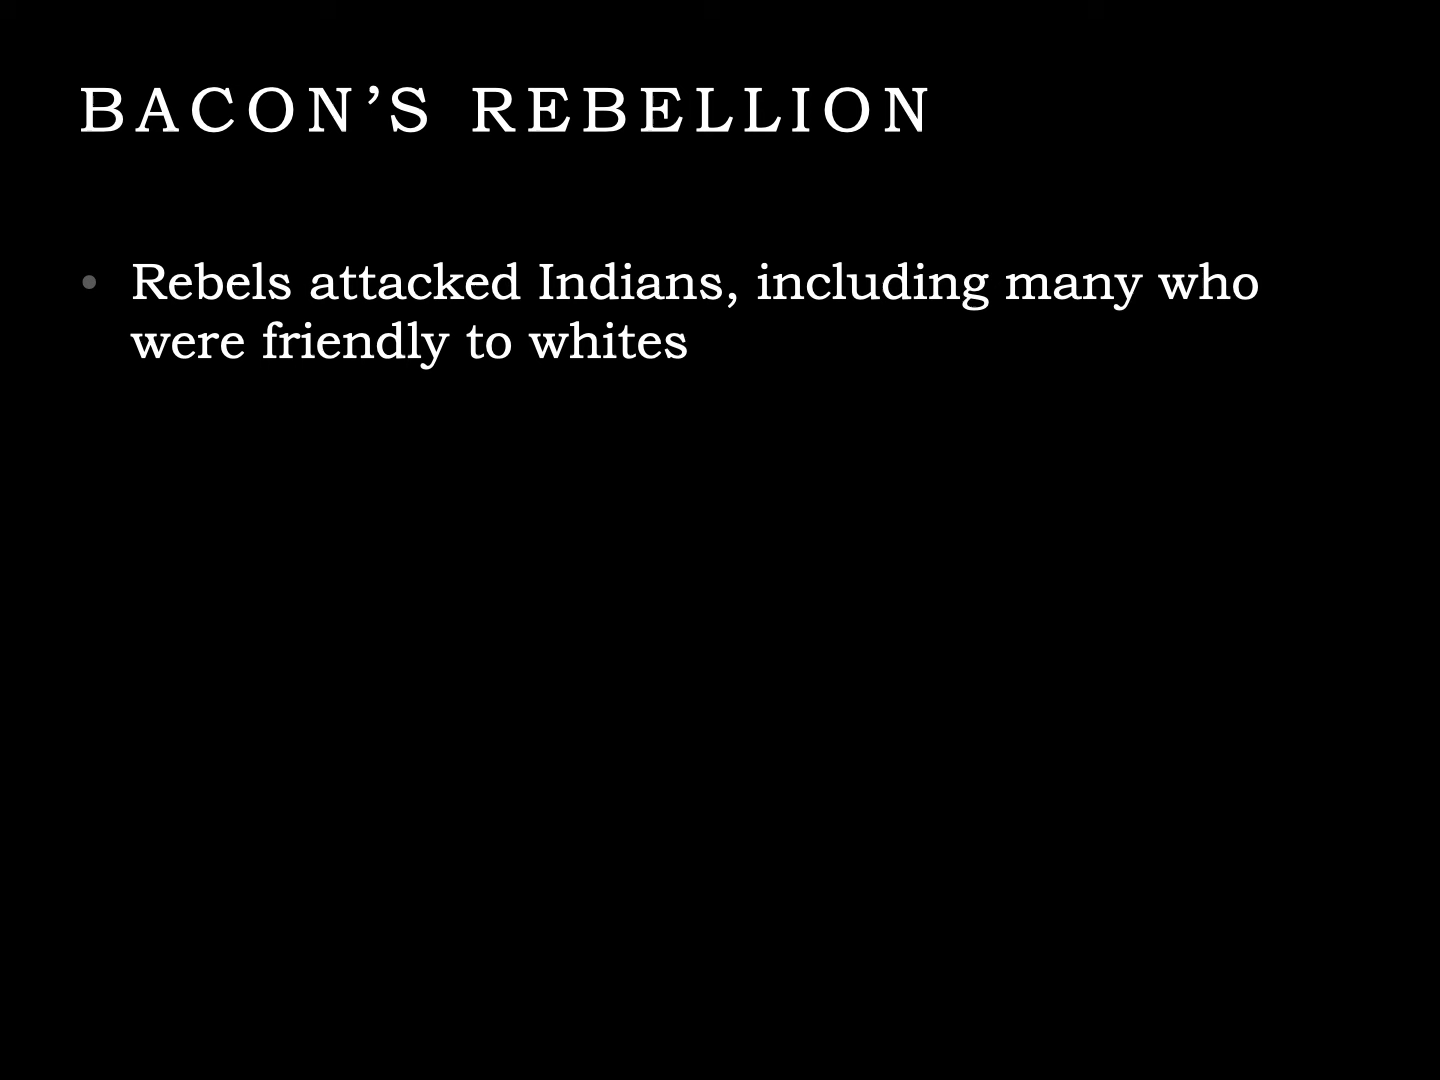 BACON’S REBELLION
• Rebels attacked Indians, including many who
were friendly to whites